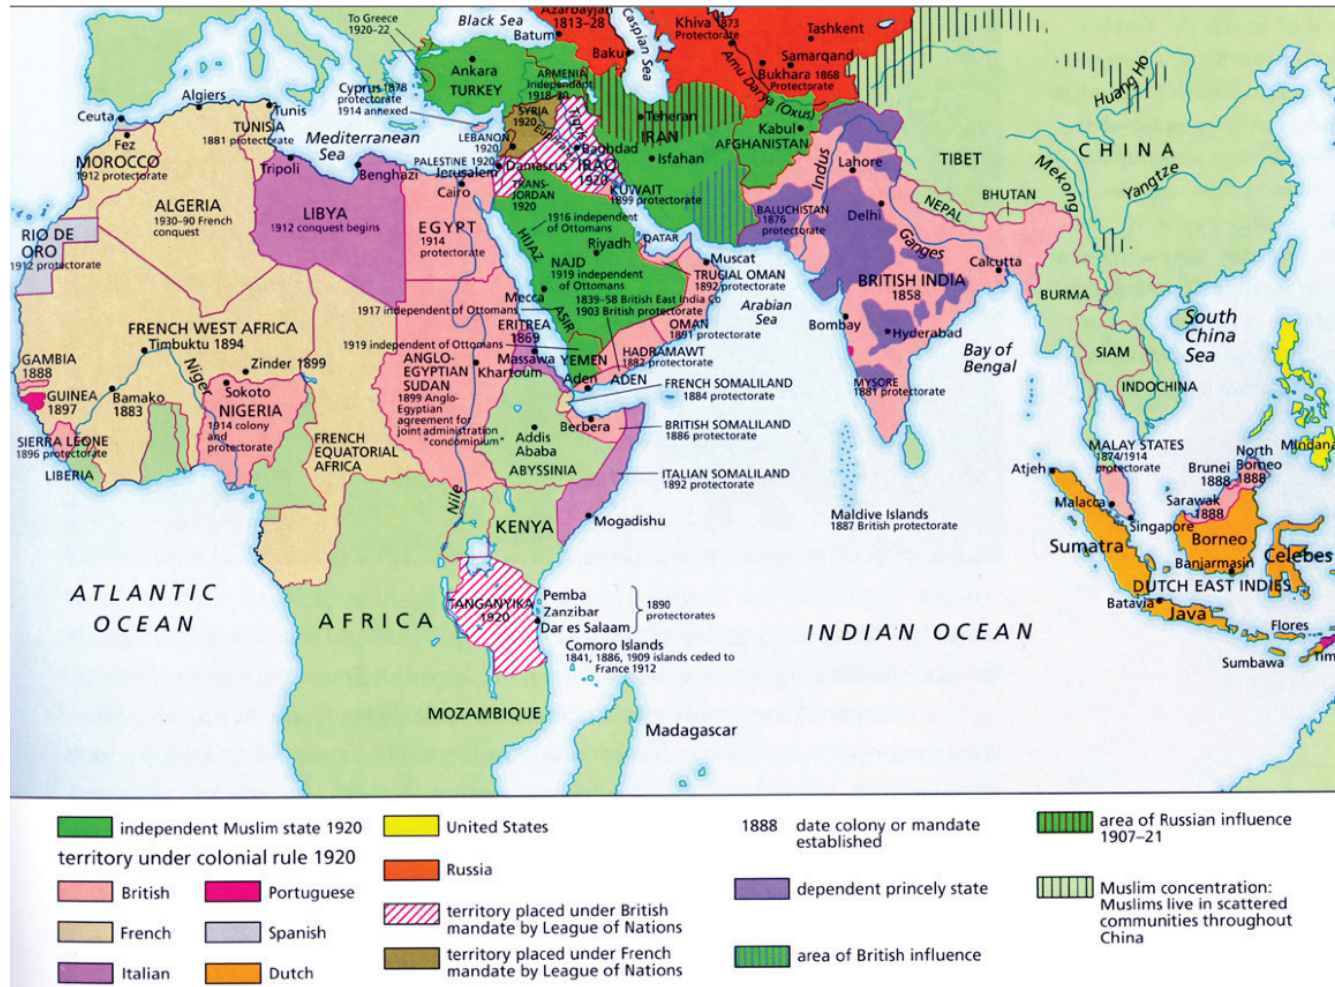 To Greece
1920–22
Black Sea
Azarbayjan
1813–28
Batum
Baku
Caspian Sea
Khiva 1873
Protectorate
Tashkent
Samarqand
Bukhara 1868
Protectorate
Amu Darya (Oxus)
Huang Ho
Ankara
TURKEY
ARMENIA
Independent
1918–20
Cyprus 1878
protectorate
1914 annexed
SYRIA
1920
LEBANON
1920
Tigris
Euphrates
Teheran
IRAN
Isfahan
Kabul
AFGHANISTAN
Algiers
Ceuta
Tunis
TUNISIA
1881 protectorate
Mediterranean
Sea
Fez
MOROCCO
1912 protectorate
Tripoli
Benghazi
PALESTINE 1920
Jerusalem
Damascus
Baghdad
IRAQ
1920
TRANS-
JORDAN
1920
KUWAIT
1899 protectorate
Cairo
ALGERIA
1930–90 French
conquest
LIBYA
1912 conquest begins
EGYPT
1914
protectorate
RIO DE
ORO
1912 protectorate
1916 independent
of Ottomans
HIJAZ
Riyadh
QATAR
NAJD
1919 independent
of Ottomans
Mecca
Muscat
TRUCIAL OMAN
1892 protectorate
1839–58 British East India Co
1903 British protectorate
1917 independent of Ottomans
ASIR
OMAN
1891 protectorate
Arabian
Sea
Indus
Lahore
BALUCHISTAN
1876
protectorate
Delhi
TIBET
NEPAL
BHUTAN
Mekong
CHINA
Yangtze
Ganges
Calcutta
BRITISH INDIA
1858
BURMA
Bombay
Hyderabad
Bay of
Bengal
SIAM
INDOCHINA
South
China
Sea
MYSORE
1881 protectorate
FRENCH WEST AFRICA
Timbuktu 1894
Zinder 1899
GAMBIA
1888
GUINEA
1897
Bamako
1883
Niger
Sokoto
NIGERIA
1914 colony
and
protectorate
SIERRA LEONE
1896 protectorate
LIBERIA
FRENCH
EQUATORIAL
AFRICA
ERITREA
1869
Massawa
1919 independent of Ottomans
YEMEN
HADRAMAWT
1882 protectorate
Aden
ADEN
ANGLO-
EGYPTIAN
SUDAN
1899 Anglo-
Egyptian
agreement for
joint administration
"condominium"
Khartoum
FRENCH SOMALILAND
1884 protectorate
Berbera
BRITISH SOMALILAND
1886 protectorate
Addis
Ababa
ABYSSINIA
ITALIAN SOMALILAND
1892 protectorate
Nile
KENYA
Mogadishu
Maldive Islands
1887 British protectorate
MALAY STATES
1874/1914
protectorate
Atjeh
Malacca
Singapore
Brunei
1888
North
Borneo
1888
Sarawak
1888
Mindana
Sumatra
Borneo
Banjarmasin
Celebes
DUTCH EAST INDIES
Batavia
Java
Flores
Sumbawa
Tim
ATLANTIC
OCEAN
AFRICA
TANGANYIKA
1920
Pemba
Zanzibar
Dar es Salaam
1890
protectorates
Comoro Islands
1841, 1886, 1909 islands ceded to
France 1912
INDIAN OCEAN
MOZAMBIQUE
Madagascar
independent Muslim state 1920
territory under colonial rule 1920
British
Portuguese
French
Spanish
Italian
Dutch
United States
Russia
territory placed under British
mandate by League of Nations
territory placed under French
mandate by League of Nations
1888 date colony or mandate
established
dependent princely state
area of British influence
area of Russian influence
1907–21
Muslim concentration:
Muslims live in scattered
communities throughout
China